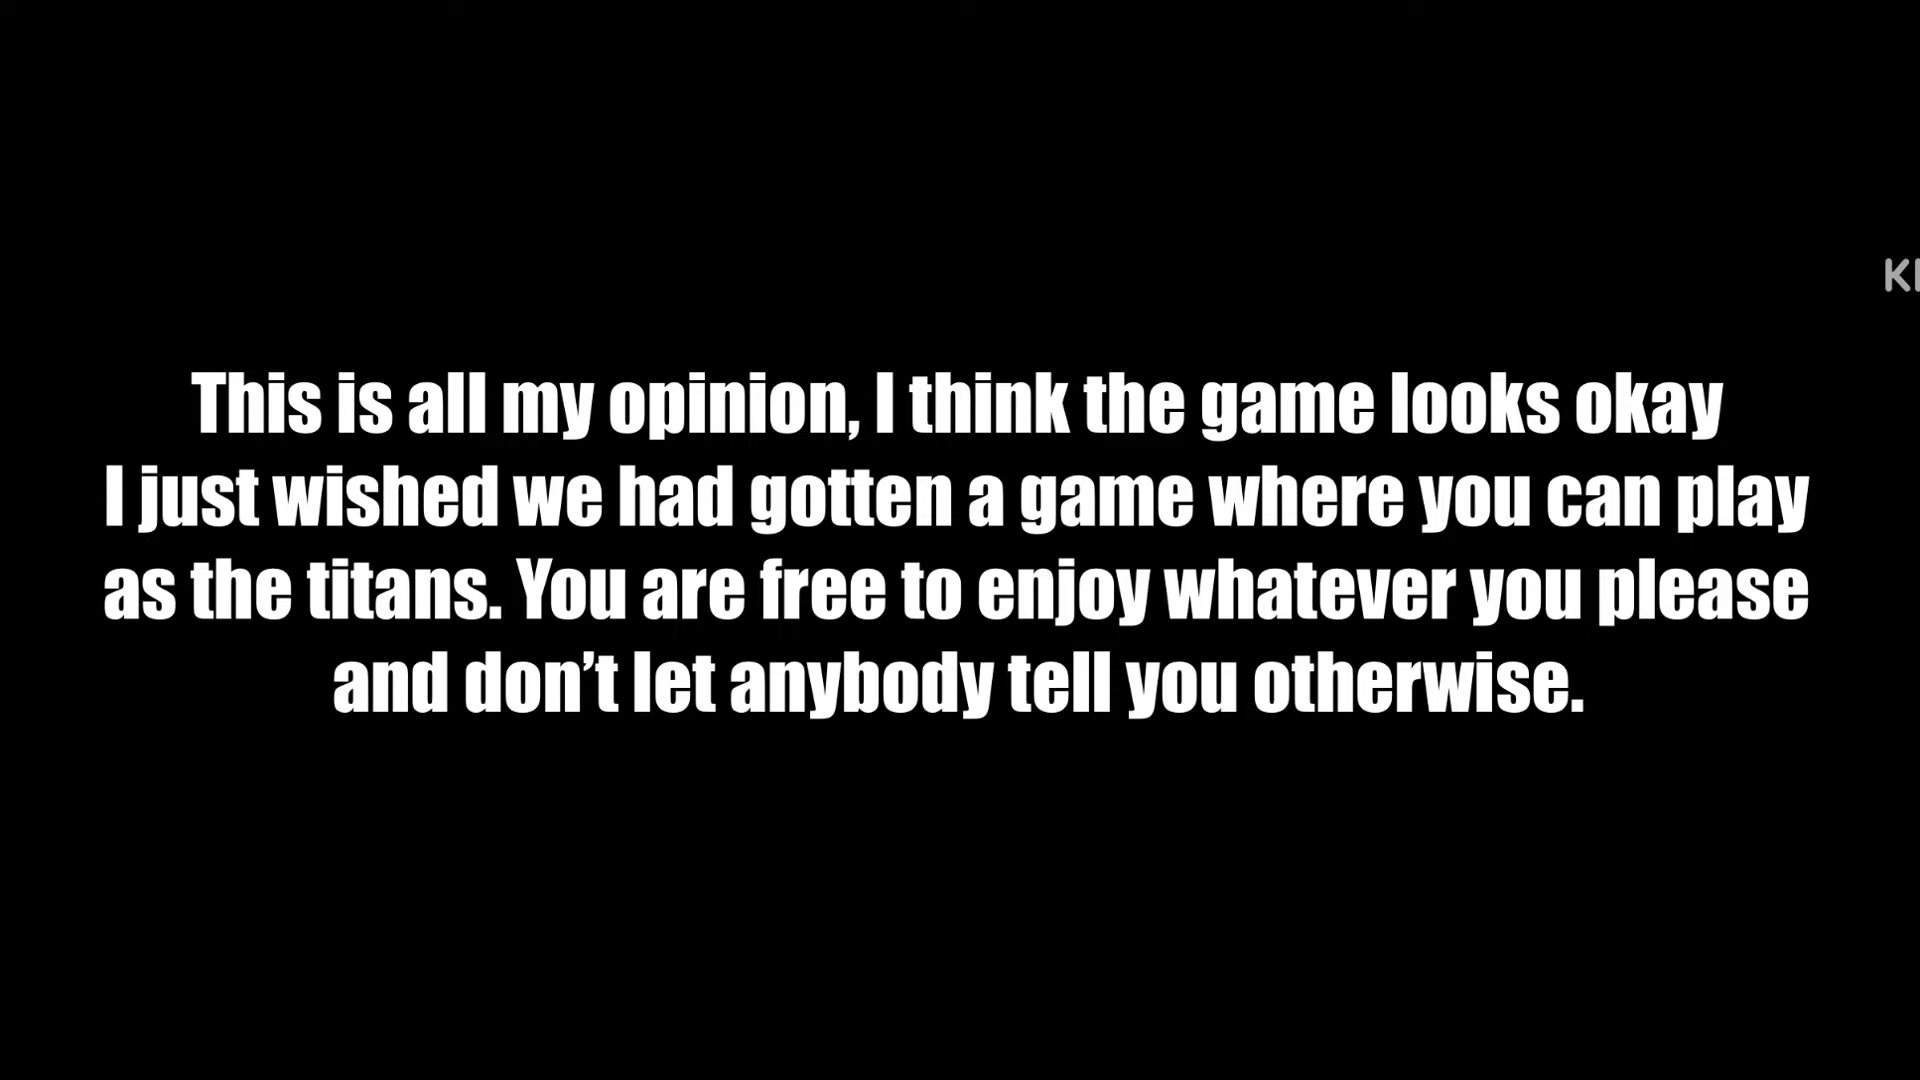 This is all my opinion, I think the game looks okay
I just wished we had gotten a game where you can play
as the titans. You are free to enjoy whatever you please
and don’t let anybody tell you otherwise.